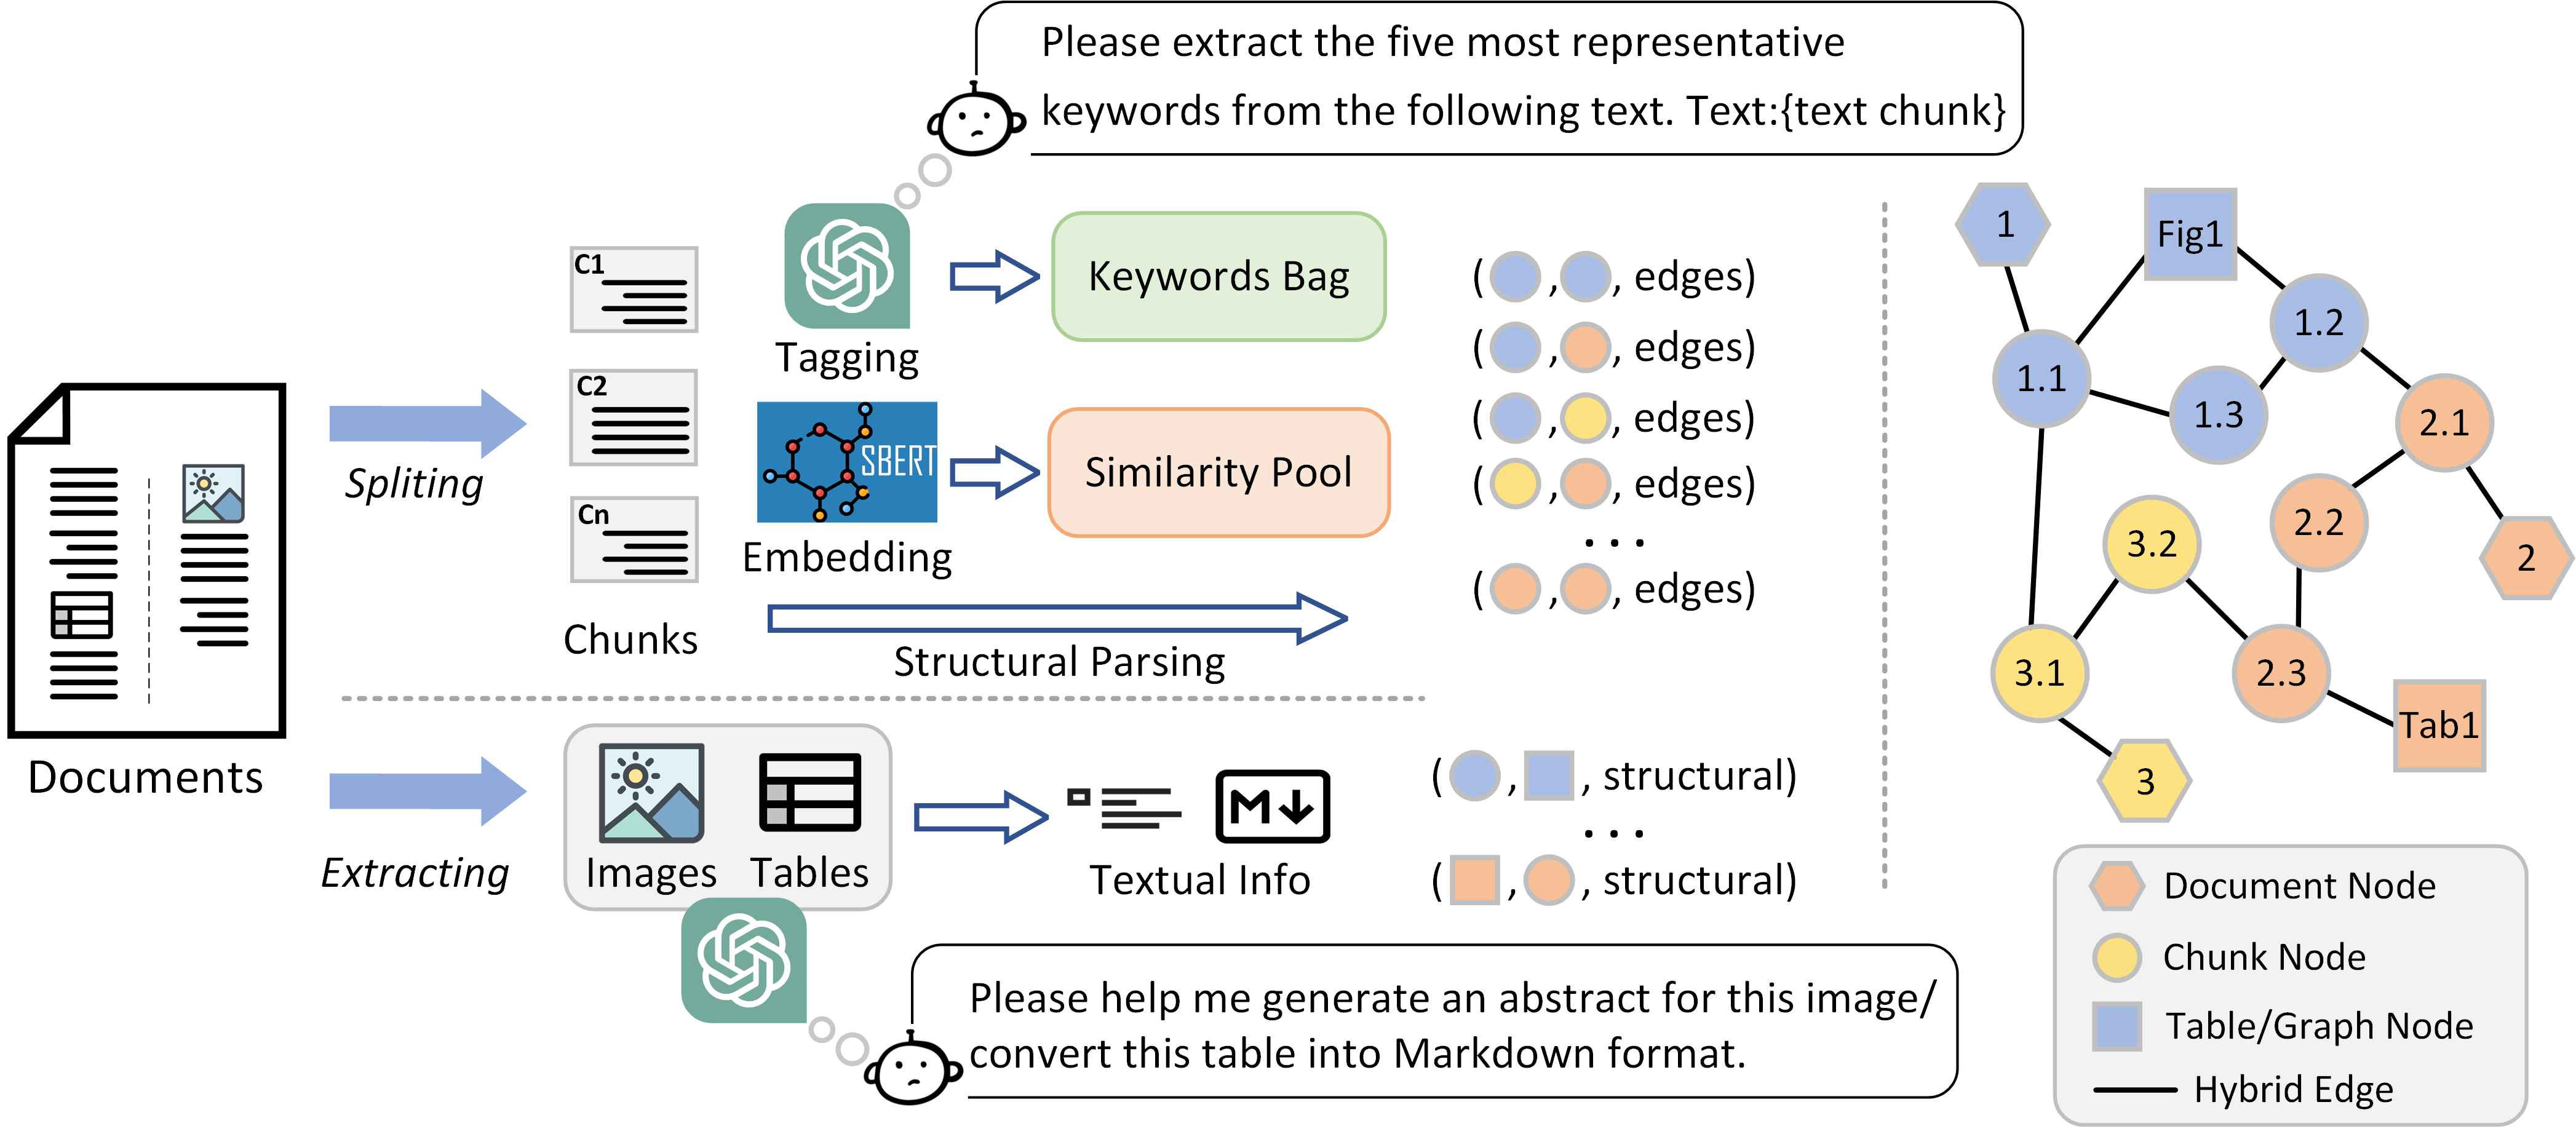 Please extract the five most representative
keywords from the following text. Text:{text chunk}
Documents
Spliting
C1
C2
Cn
Chunks
Tagging
Keywords Bag
SBERT
Embedding
Similarity Pool
Structural Parsing
( , , edges)
( , , edges)
( , , edges)
( , , edges)
...
( , , edges)
Extracting
Images
Tables
M
Textual Info
( , , structural)
...
( , , structural)
Please help me generate an abstract for this image/
convert this table into Markdown format.
1
Fig1
1.2
1.1
1.3
2.1
2.2
3.2
2
3.1
2.3
Tab1
3
Document Node
Chunk Node
Table/Graph Node
Hybrid Edge